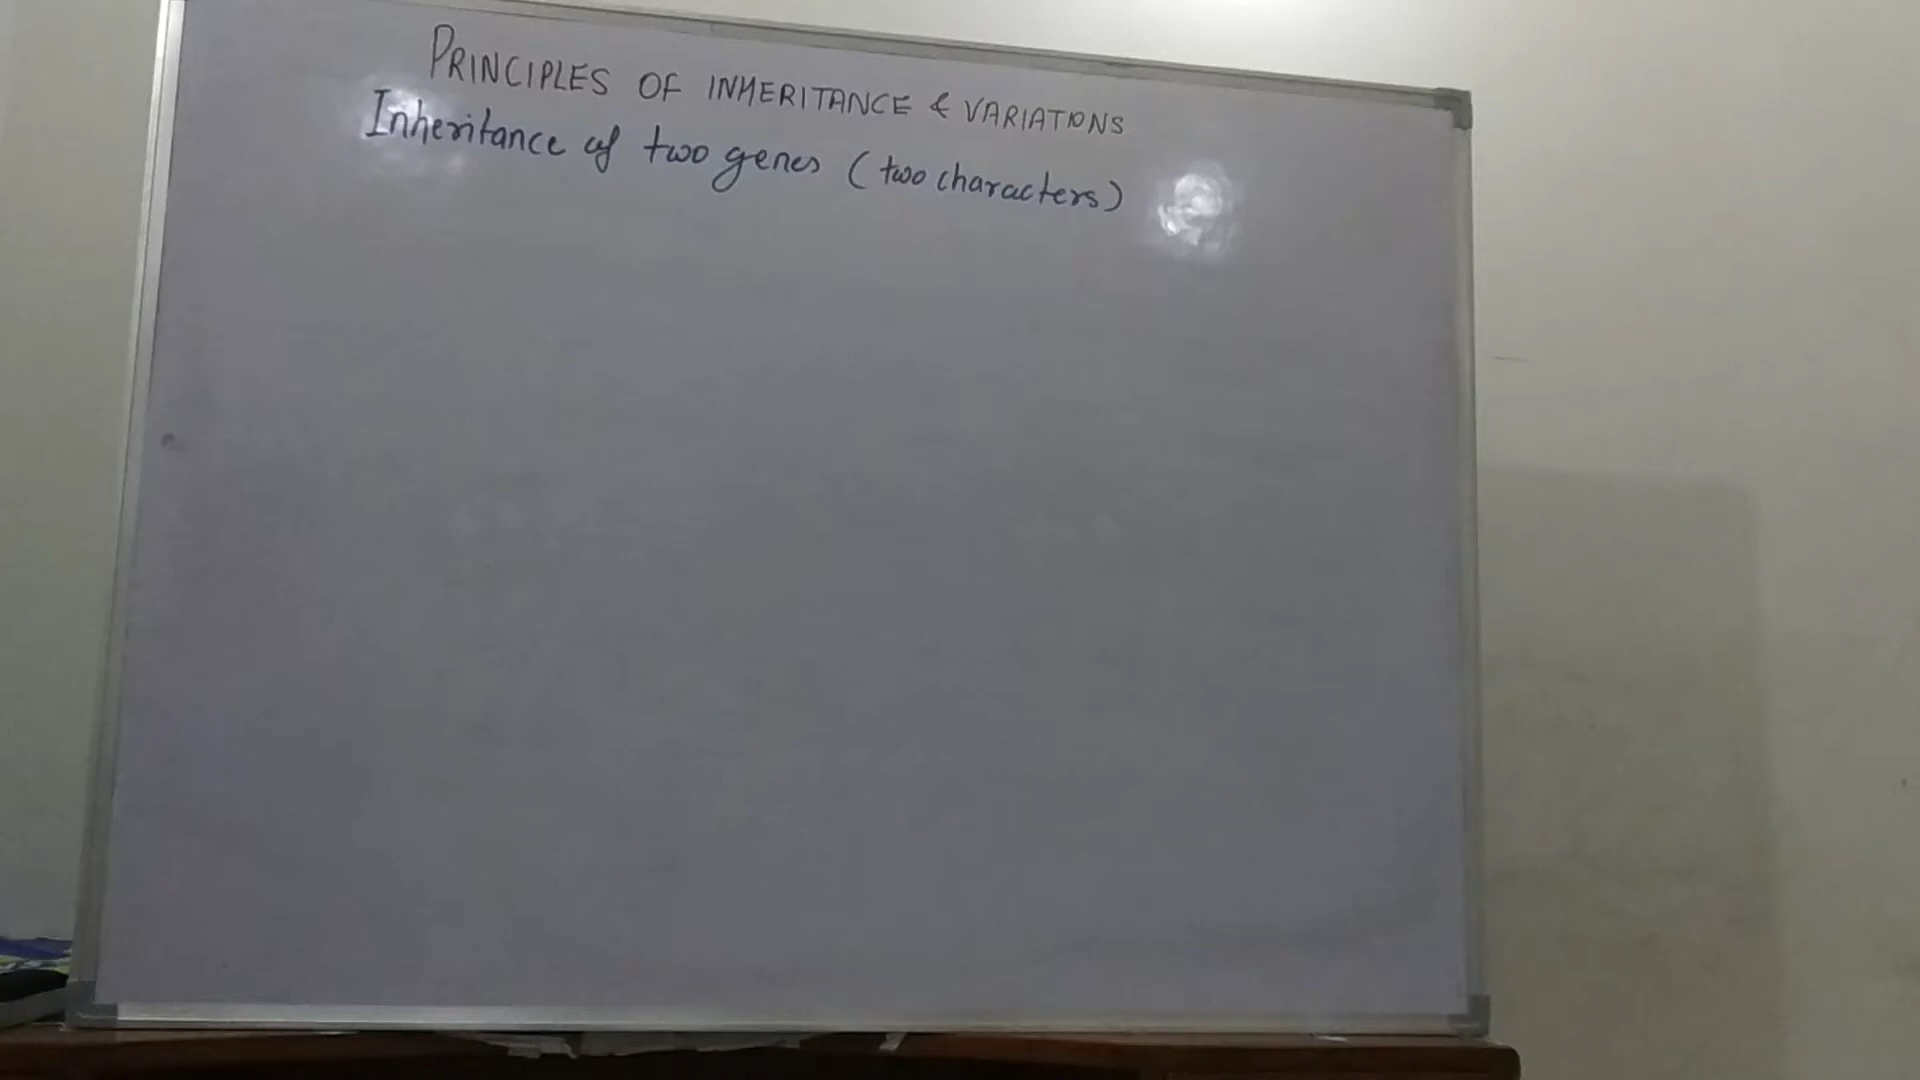 PRINCIPLES OF INHERITANCE & VARIATIONS
Inheritance of two genes (two characters)